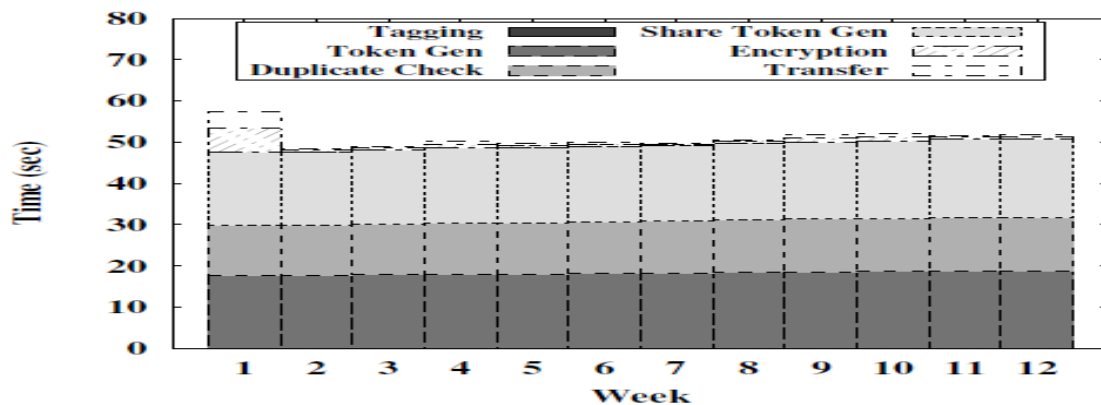 80
70
60
50
40
30
20
10
0
Time (sec)
Tagging
Token Gen
Duplicate Check
Share Token Gen
Encryption
Transfer
1 2 3 4 5 6 7 8 9 10 11 12
Week